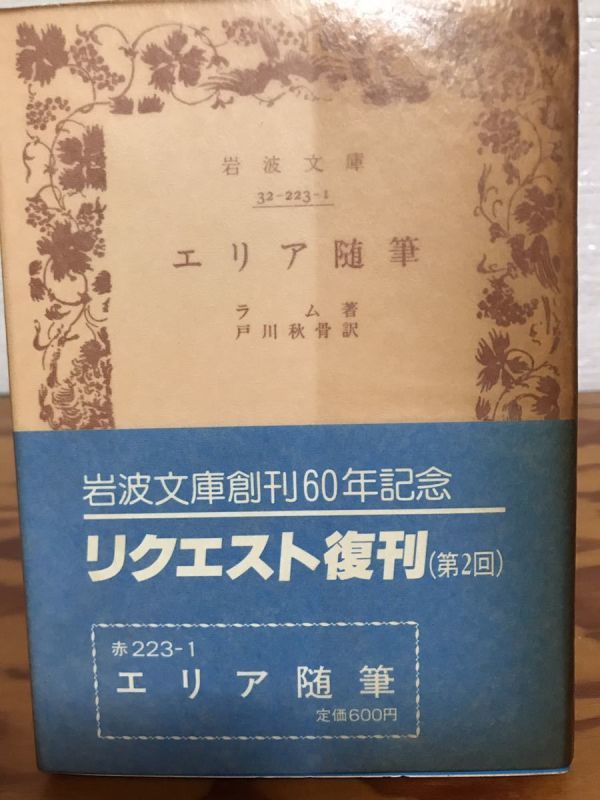 岩波文庫
32-223-1
エリア随筆
ラム著
戸川秋骨訳
岩波文庫創刊60年記念
リクエスト復刊(第2回)
赤223-1
エリア随筆
定価600円